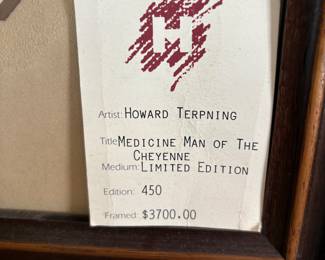 H
Artist: HOWARD TERPNING
Title MEDICINE MAN OF THE
CHEYENNE
Medium: LIMITED EDITION
Edition: 450
Framed: $3700.00